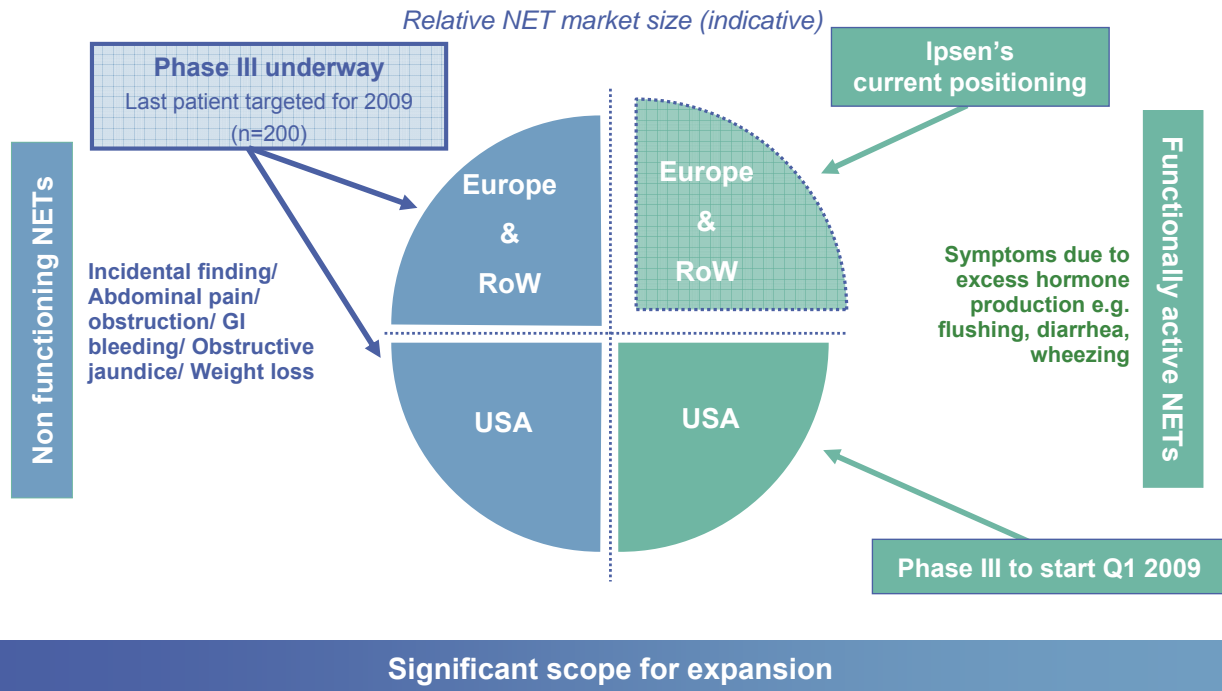 Relative NET market size (indicative)
Phase III underway
Last patient targeted for 2009
(n=200)
Ipsen’s
current positioning
Non functioning NETs
Incidental finding/
Abdominal pain/
obstruction/ GI
bleeding/ Obstructive
jaundice/ Weight loss
Europe
&
RoW
Europe
&
RoW
USA
USA
Symptoms due to
excess hormone
production e.g.
flushing, diarrhea,
wheezing
Functionally active NETs
Phase III to start Q1 2009
Significant scope for expansion